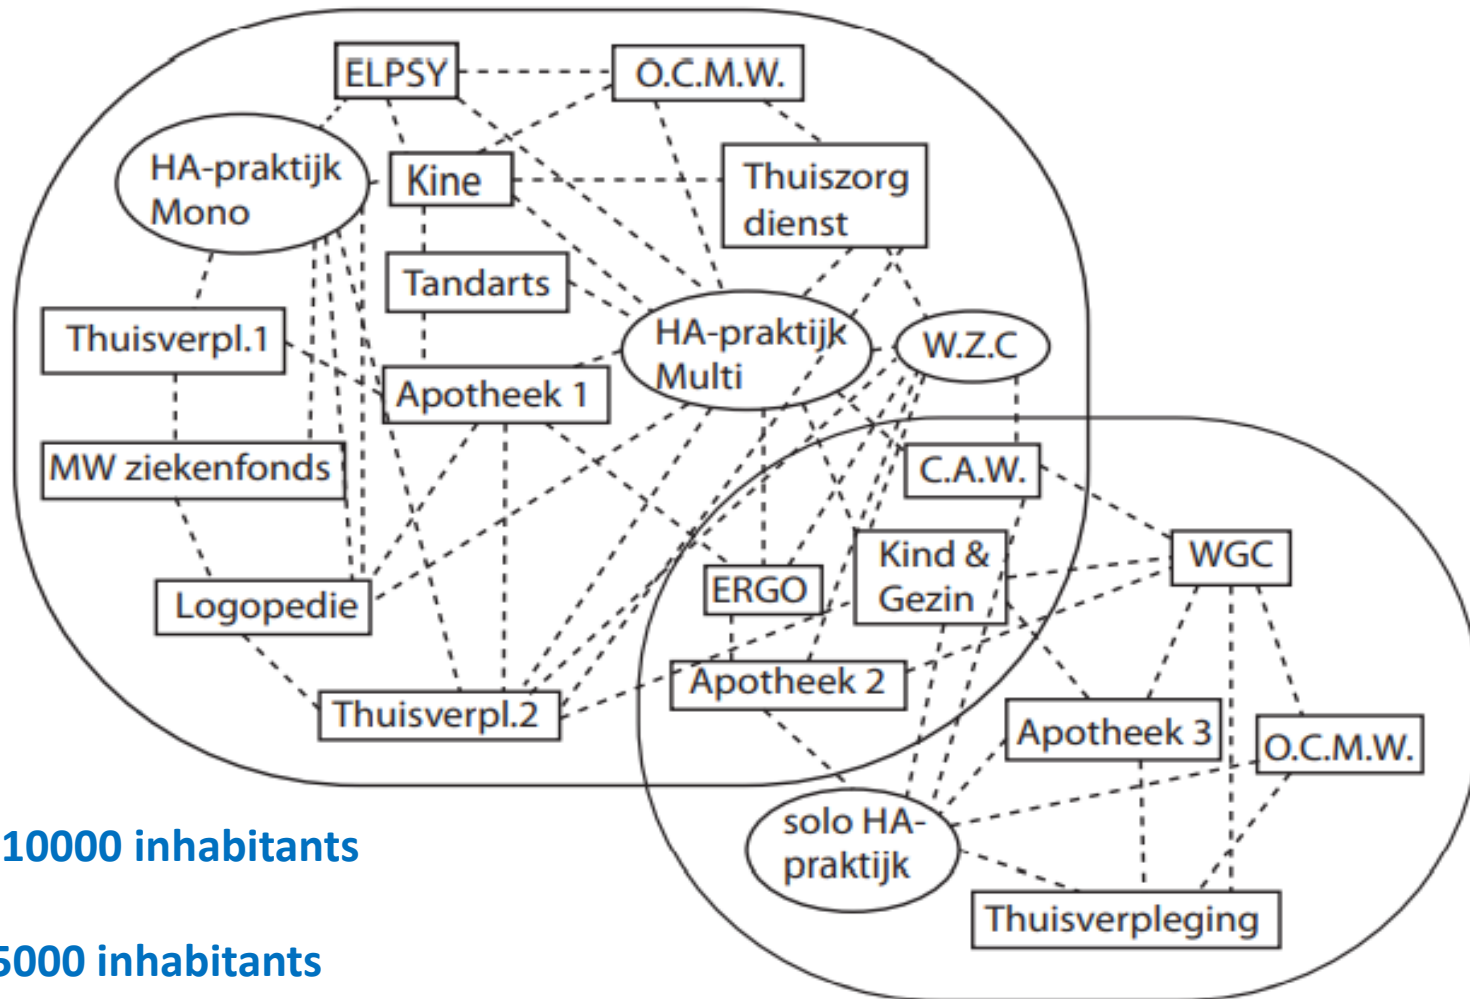 ELPSY
O.C.M.W.
HA-praktijk
Mono
Kine
Thuiszorg
dienst
Tandarts
Thuisverpl.1
HA-praktijk
Multi
W.Z.C
Apotheek 1
MW ziekenfonds
C.A.W.
Kind &
Gezin
WGC
ERGO
Logopedie
Apotheek 2
Thuisverpl.2
Apotheek 3
O.C.M.W.
solo HA-
praktijk
Thuisverpleging
10000 inhabitants
5000 inhabitants